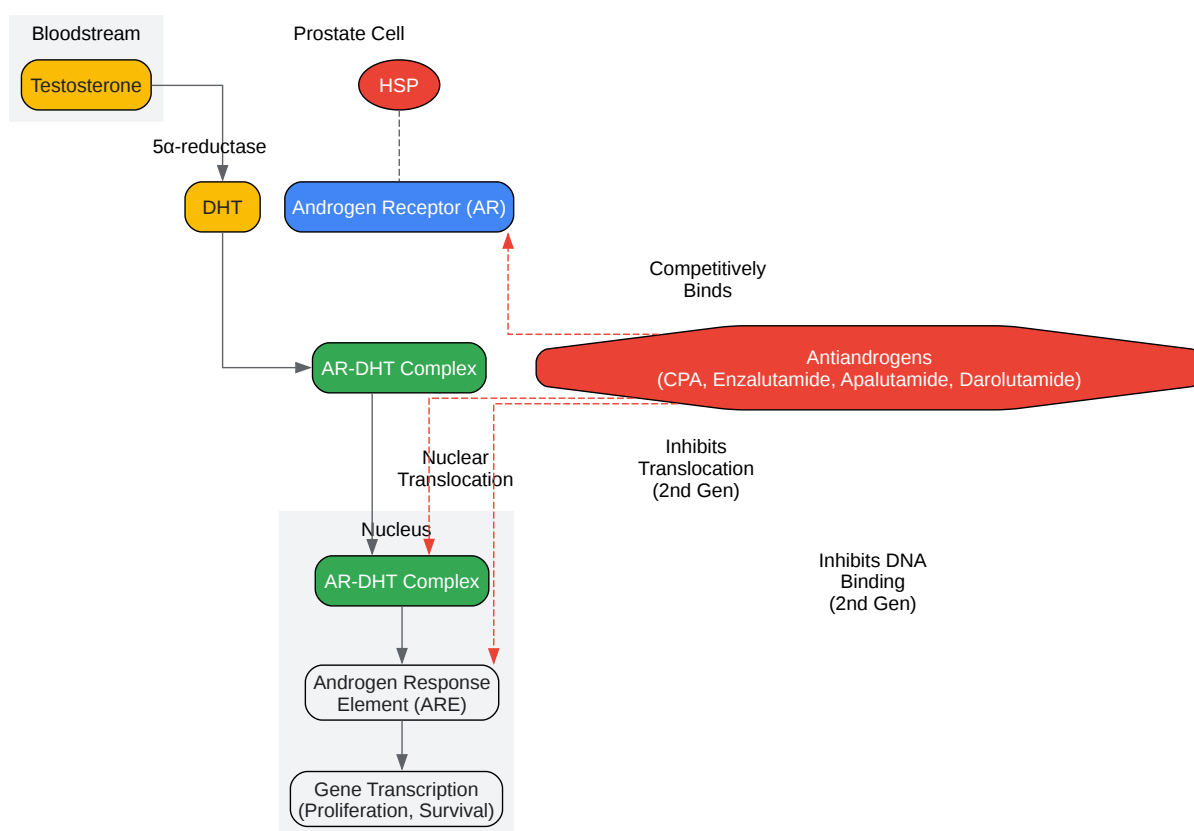 Bloodstream
Prostate Cell
Testosterone
HSP
5α-reductase
DHT
Androgen Receptor (AR)
Competitively
Binds
AR-DHT Complex
Antiandrogens
(CPA, Enzalutamide, Apalutamide, Darolutamide)
Nuclear
Translocation
Inhibits
Translocation
(2nd Gen)
Nucleus
AR-DHT Complex
Inhibits DNA
Binding
(2nd Gen)
Androgen Response
Element (ARE)
Gene Transcription
(Proliferation, Survival)